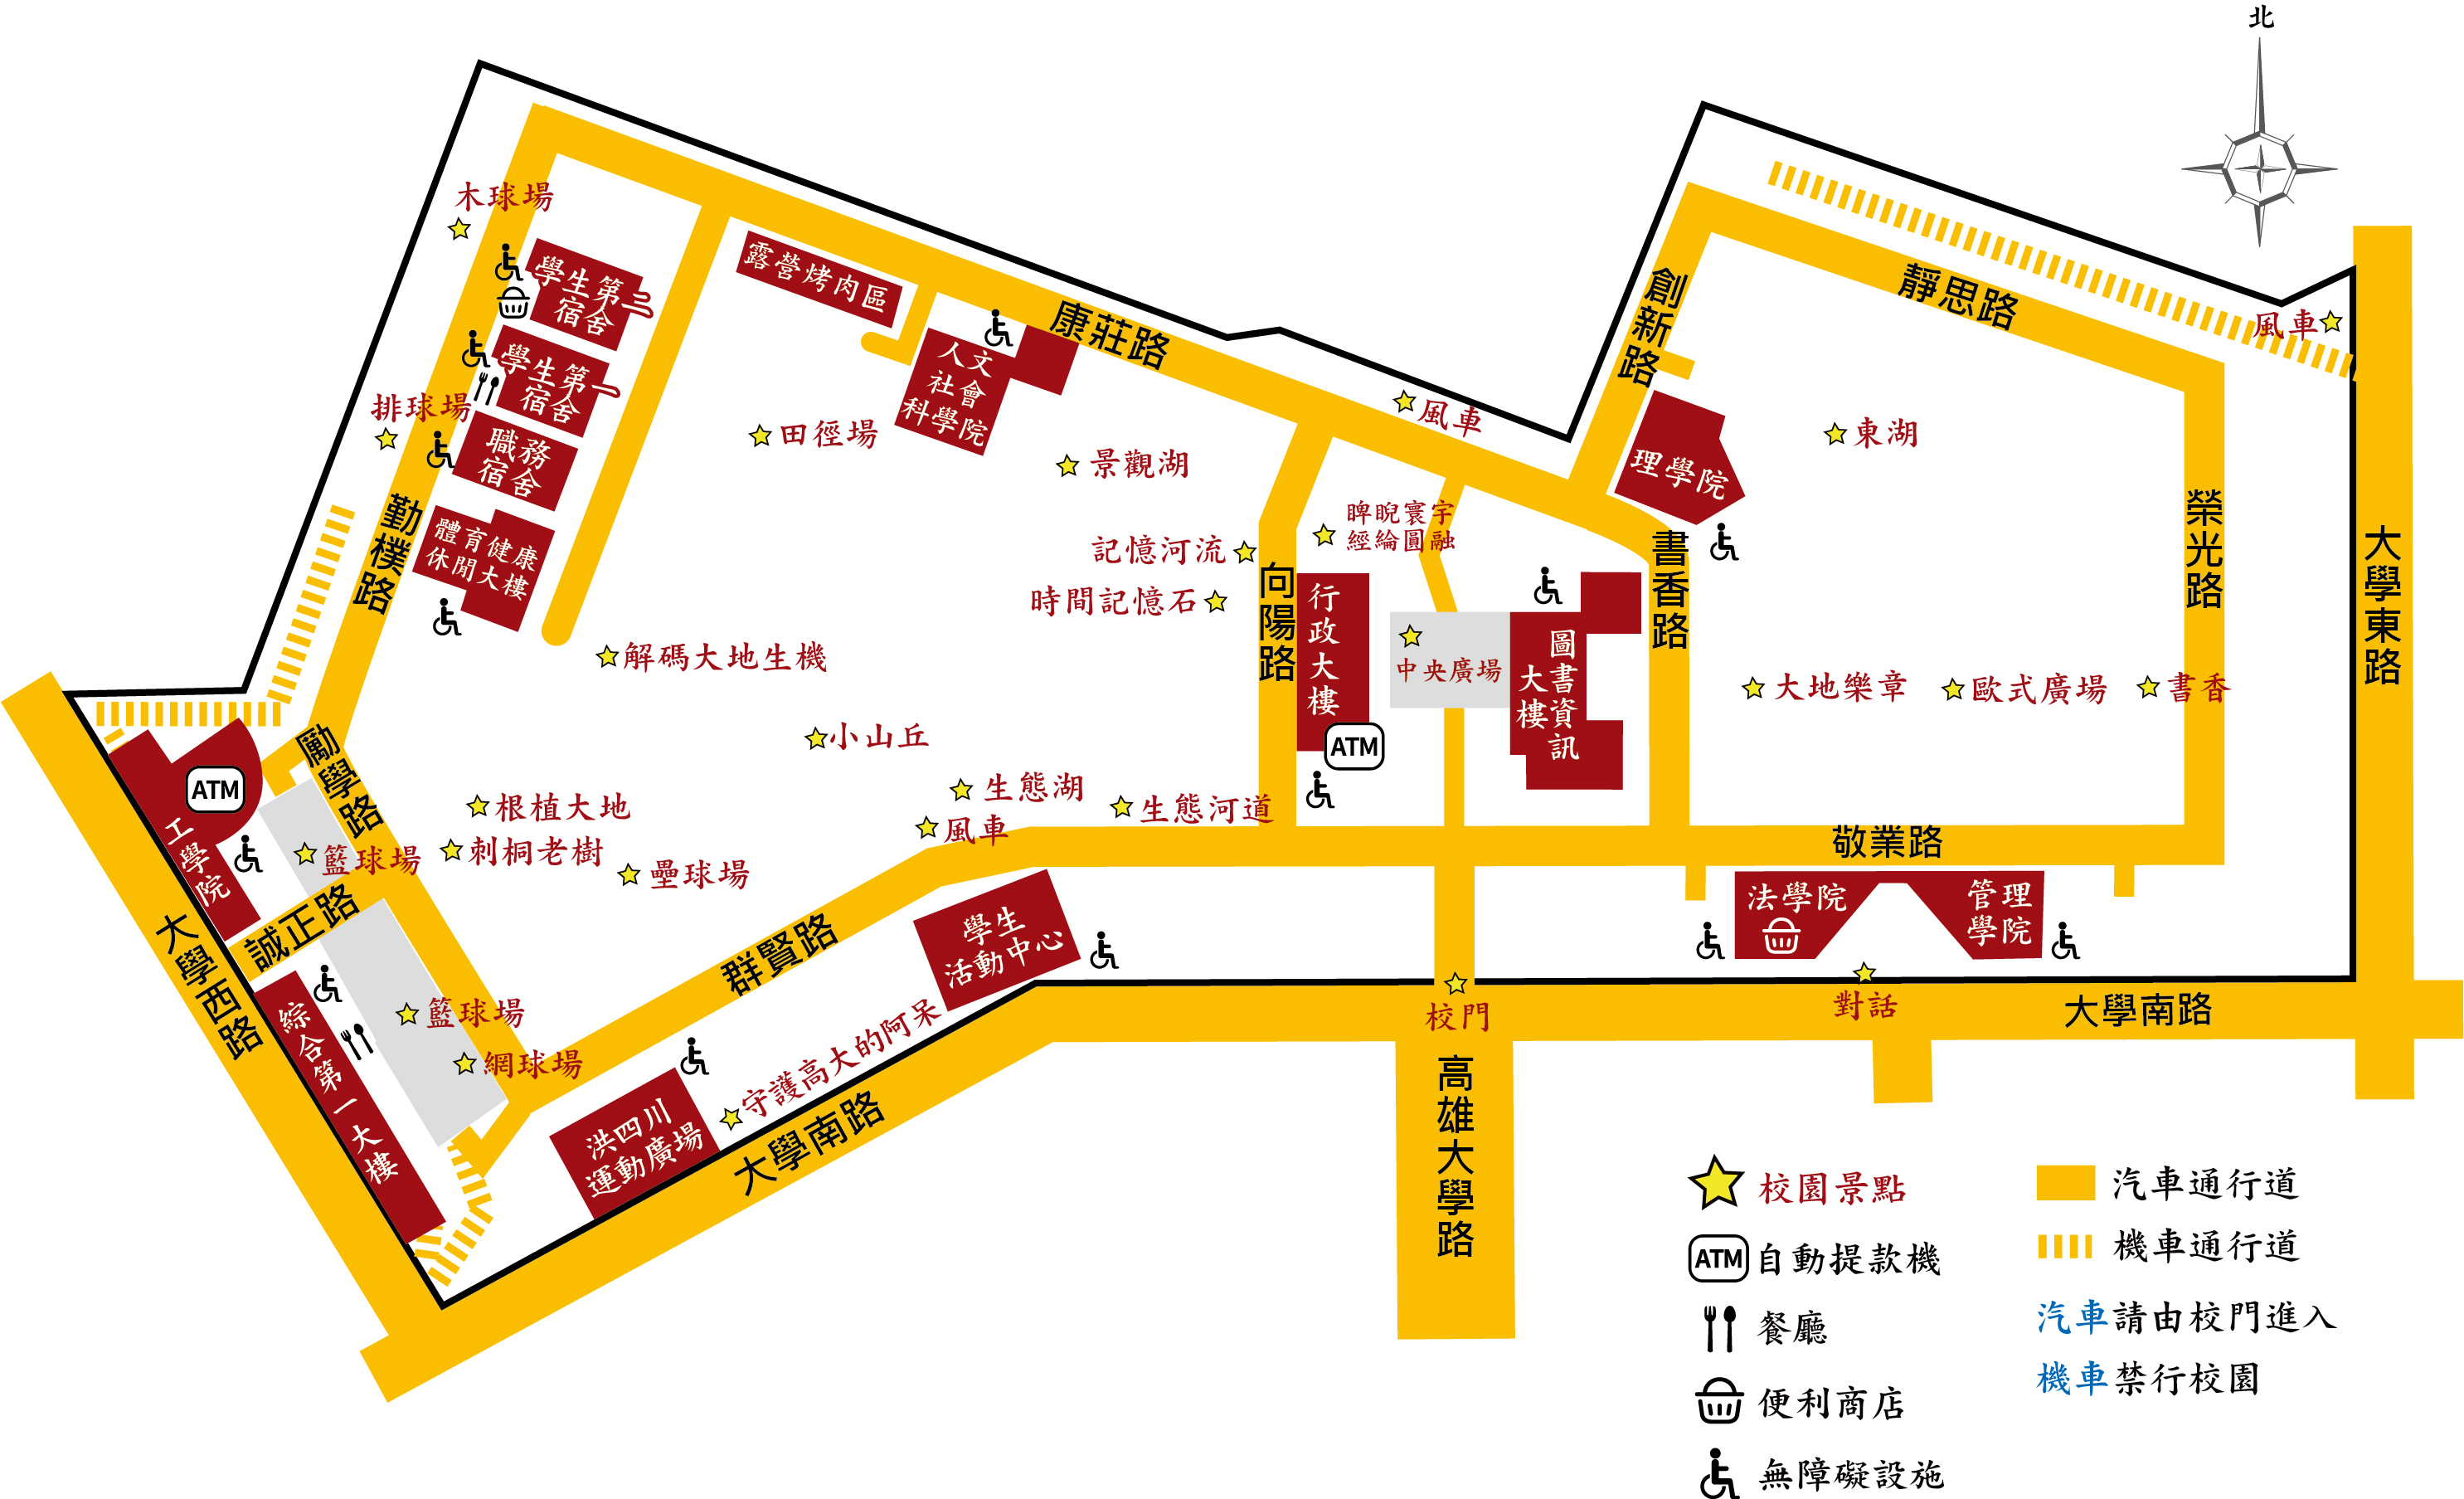 北
木球場
學生第三
宿舍
學生第一
宿舍
排球場
職務
宿舍
體育健康
休閒大樓
勤樸路
露營烤肉區
人文
社會
科學院
康莊路
田徑場
景觀湖
風車
創新路
靜思路
風車
理學院
東湖
記憶河流
時間記憶石
向陽路
睥睨寰宇
經綸圓融
行政大樓
ATM
中央廣場
圖書資訊
大樓
書香路
榮光路
大學東路
大地樂章
歐式廣場
書香
解碼大地生機
小山丘
生態湖
風車
生態河道
根植大地
刺桐老樹
壘球場
勵學路
ATM
工學院
籃球場
誠正路
大學西路
綜合第一大樓
籃球場
網球場
群賢路
學生
活動中心
守護高大的阿呆
洪四川
運動廣場
大學南路
敬業路
法學院
管理
學院
校門
對話
大學南路
高雄大學路
校園景點
ATM
自動提款機
餐廳
便利商店
無障礙設施
汽車通行道
機車通行道
汽車請由校門進入
機車禁行校園